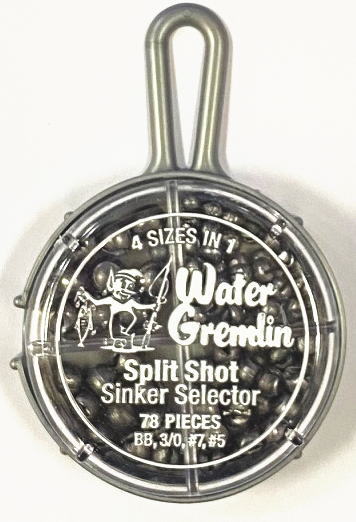 4 SIZES IN 1
Water
Gremlin
Split Shot
Sinker Selector
78 PIECES
BB, 3/0, #7, #5